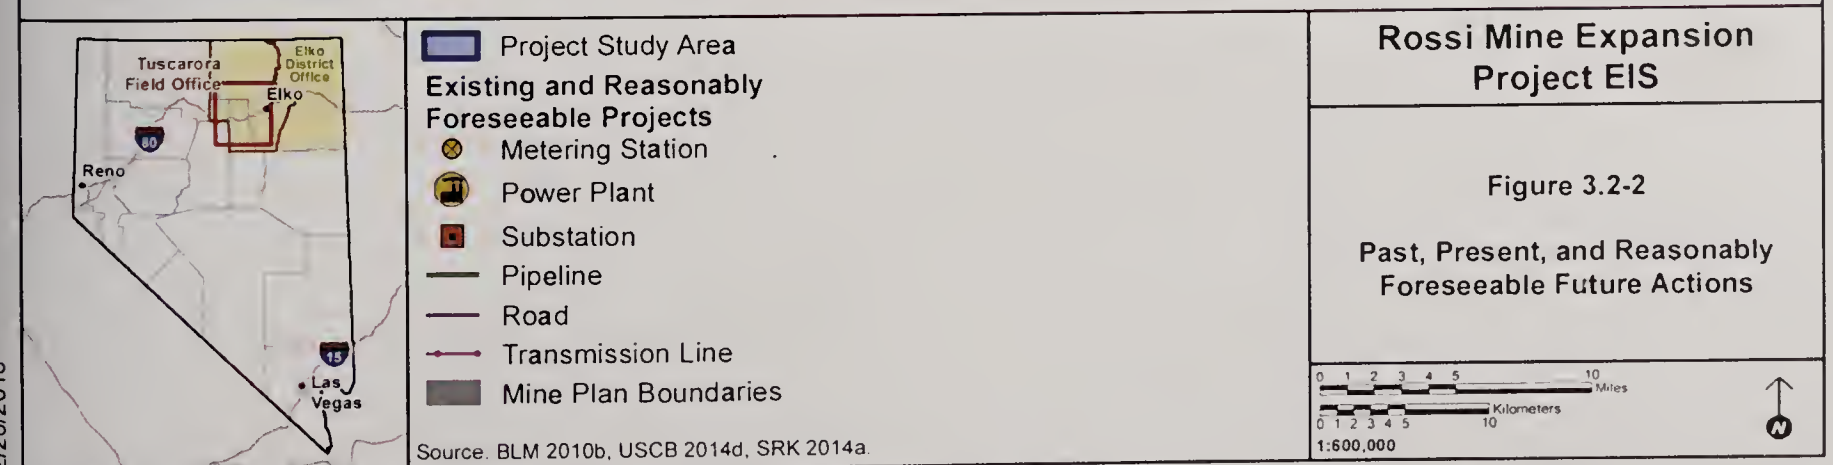 Elko
District
Office
Tuscarora
Field Office
Elko
80
Reno
15
Las
Vegas
Project Study Area
Existing and Reasonably
Foreseeable Projects
Metering Station
Power Plant
Substation
Pipeline
Road
Transmission Line
Mine Plan Boundaries
Source. BLM 2010b, USCB 2014d, SRK 2014a.
Rossi Mine Expansion
Project EIS
Figure 3.2-2
Past, Present, and Reasonably
Foreseeable Future Actions
0 1 2 3 4 5 10
Miles
Kilometers
0 1 2 3 4 5 10
1:600,000
N